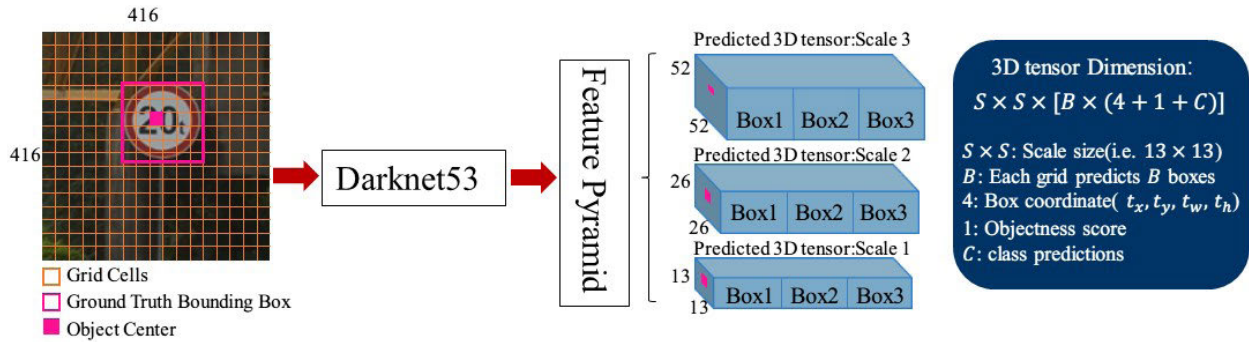 416
416
20t
Grid Cells
Ground Truth Bounding Box
Object Center
Darknet53
Feature Pyramid
Predicted 3D tensor:Scale 3
52
52
Box1 Box2 Box3
Predicted 3D tensor:Scale 2
26
26
Box1 Box2 Box3
Predicted 3D tensor:Scale 1
13
13
Box1 Box2 Box3
3D tensor Dimension:
S × S × [B × (4 + 1 + C)]
S × S: Scale size(i.e. 13 × 13)
B: Each grid predicts B boxes
4: Box coordinate( t_x, t_y, t_w, t_h)
1: Objectness score
C: class predictions